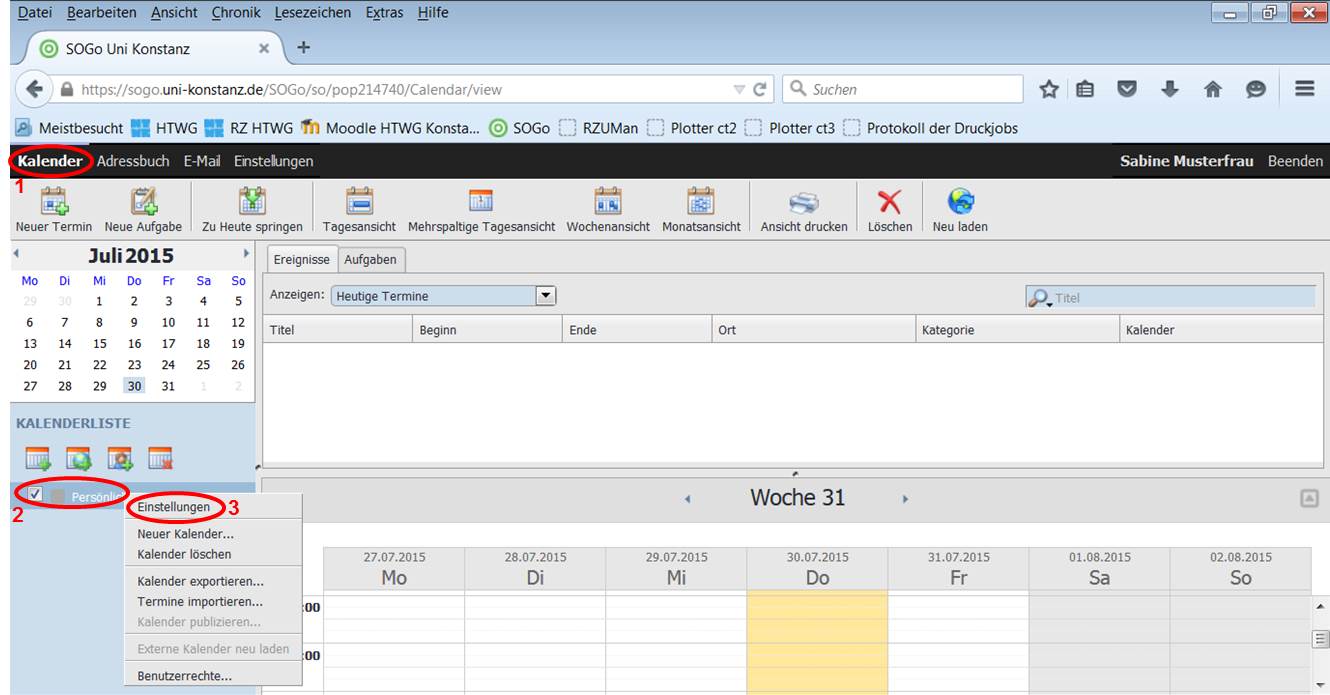 Datei Bearbeiten Ansicht Chronik Lesezeichen Extras Hilfe
SOGo Uni Konstanz
https://sogo.uni-konstanz.de/SOGo/so/pop214740/Calendar/view Suchen
Meistbesucht HTWG RZ HTWG Moodle HTWG Konsta... SOGo RZUMan Plotter ct2 Plotter ct3 Protokoll der Druckjobs
Kalender Adressbuch E-Mail Einstellungen Sabine Musterfrau Beenden
1
Neuer Termin Neue Aufgabe Zu Heute springen Tagesansicht Mehrspaltige Tagesansicht Wochenansicht Monatsansicht Ansicht drucken Löschen Neu laden
Juli 2015
Mo Di Mi Do Fr Sa So
29 30 1 2 3 4 5
6 7 8 9 10 11 12
13 14 15 16 17 18 19
20 21 22 23 24 25 26
27 28 29 30 31 1 2
Ereignisse Aufgaben
Anzeigen: Heutige Termine Titel
Titel Beginn Ende Ort Kategorie Kalender
KALENDERLISTE
Persönlic
2
Einstellungen 3
Neuer Kalender...
Kalender löschen
Kalender exportieren...
Termine importieren...
Kalender publizieren...
Externe Kalender neu laden
Benutzerrechte...
Woche 31
27.07.2015 28.07.2015 29.07.2015 30.07.2015 31.07.2015 01.08.2015 02.08.2015
Mo Di Mi Do Fr Sa So
:00
:00